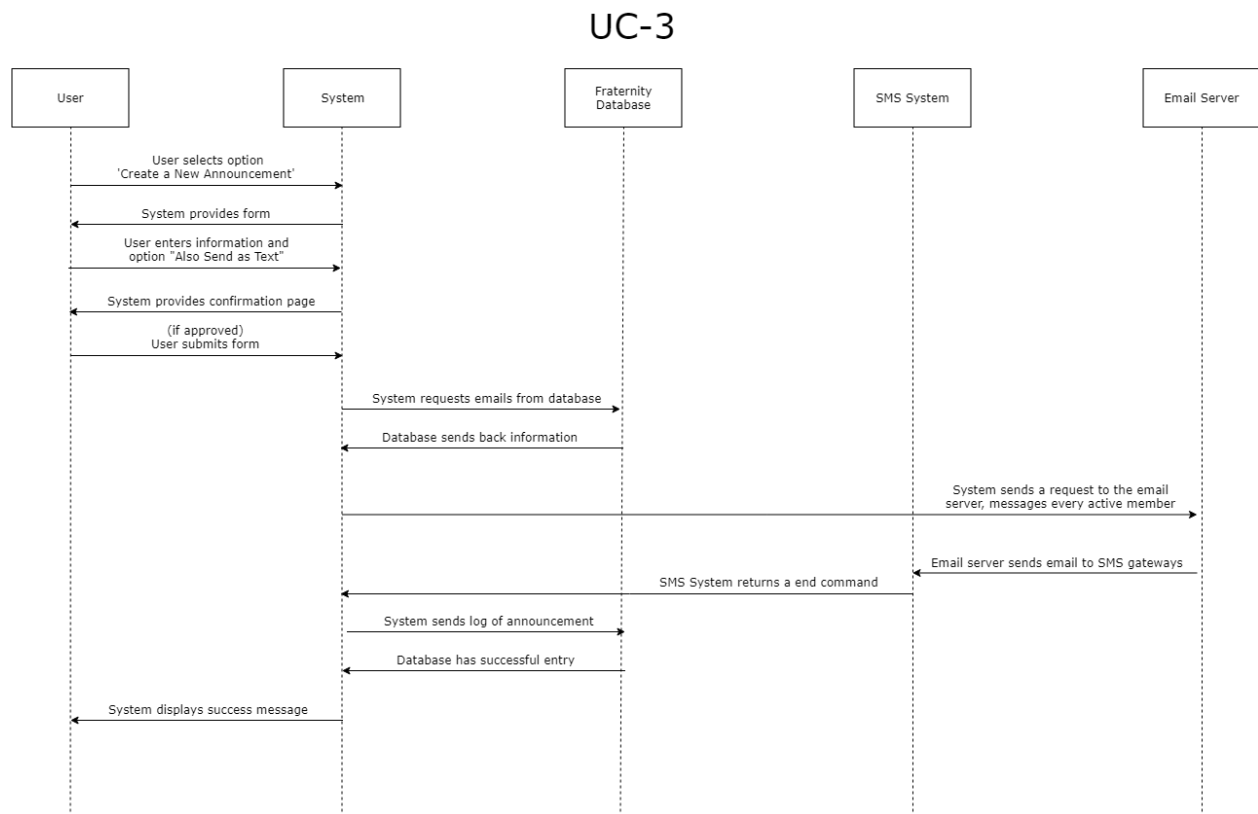 UC-3
User
System
Fraternity
Database
SMS System
Email Server
User selects option
'Create a New Announcement'
System provides form
User enters information and
option "Also Send as Text"
System provides confirmation page
(if approved)
User submits form
System requests emails from database
Database sends back information
System sends a request to the email
server, messages every active member
Email server sends email to SMS gateways
SMS System returns a end command
System sends log of announcement
Database has successful entry
System displays success message